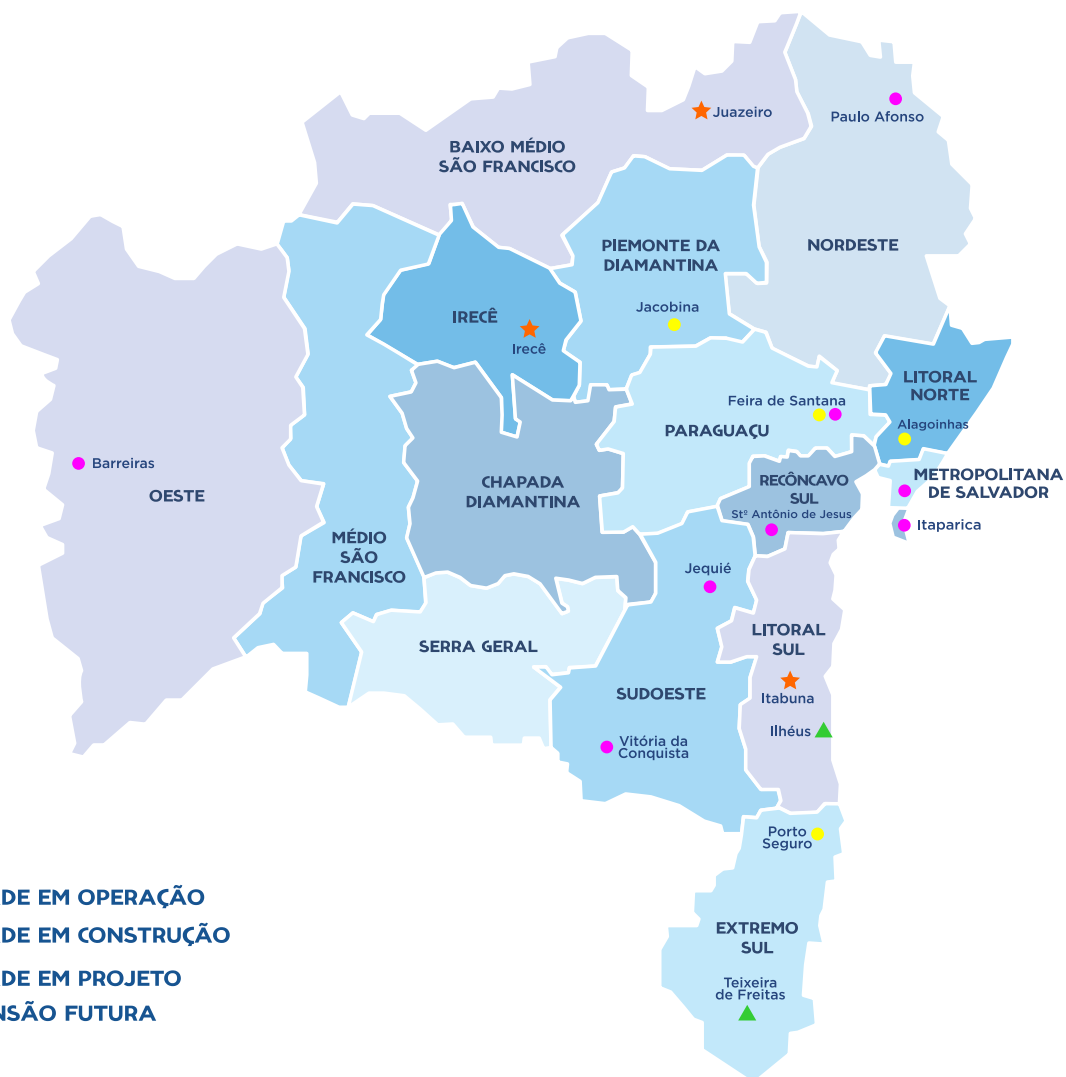 Juazeiro
Paulo Afonso
BAIXO MÉDIO
SÃO FRANCISCO
PIEMONTE DA
DIAMANTINA
NORDESTE
Jacobina
IRECÊ
Irecê
LITORAL
NORTE
Feira de Santana
Alagoinhas
PARAGUAÇU
Barreiras
OESTE
CHAPADA
DIAMANTINA
RECÔNCAVO
SUL
Stº Antônio de Jesus
METROPOLITANA
DE SALVADOR
Itaparica
MÉDIO
SÃO
FRANCISCO
Jequié
SERRA GERAL
LITORAL
SUL
SUDOESTE
Itabuna
Ilhéus
Vitória da
Conquista
Porto
Seguro
DE EM OPERAÇÃO
DE EM CONSTRUÇÃO
DE EM PROJETO
NSÃO FUTURA
EXTREMO
SUL
Teixeira
de Freitas